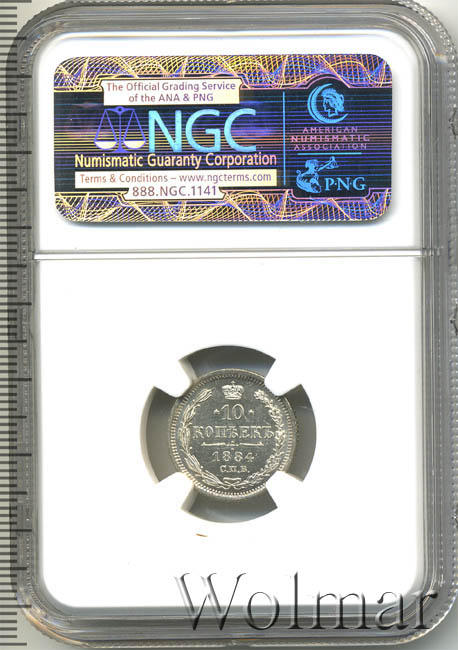 The Official Grading Service
of the ANA & PNG
NGC
Numismatic Guaranty Corporation
Terms & Conditions – www.ngcterms.com
888.NGC.1141
AMERICAN
NUMISMATIC
ASSOCIATION
PNG
10
КОПѢЕКЪ
1884
С.П.Б.
Wolmar